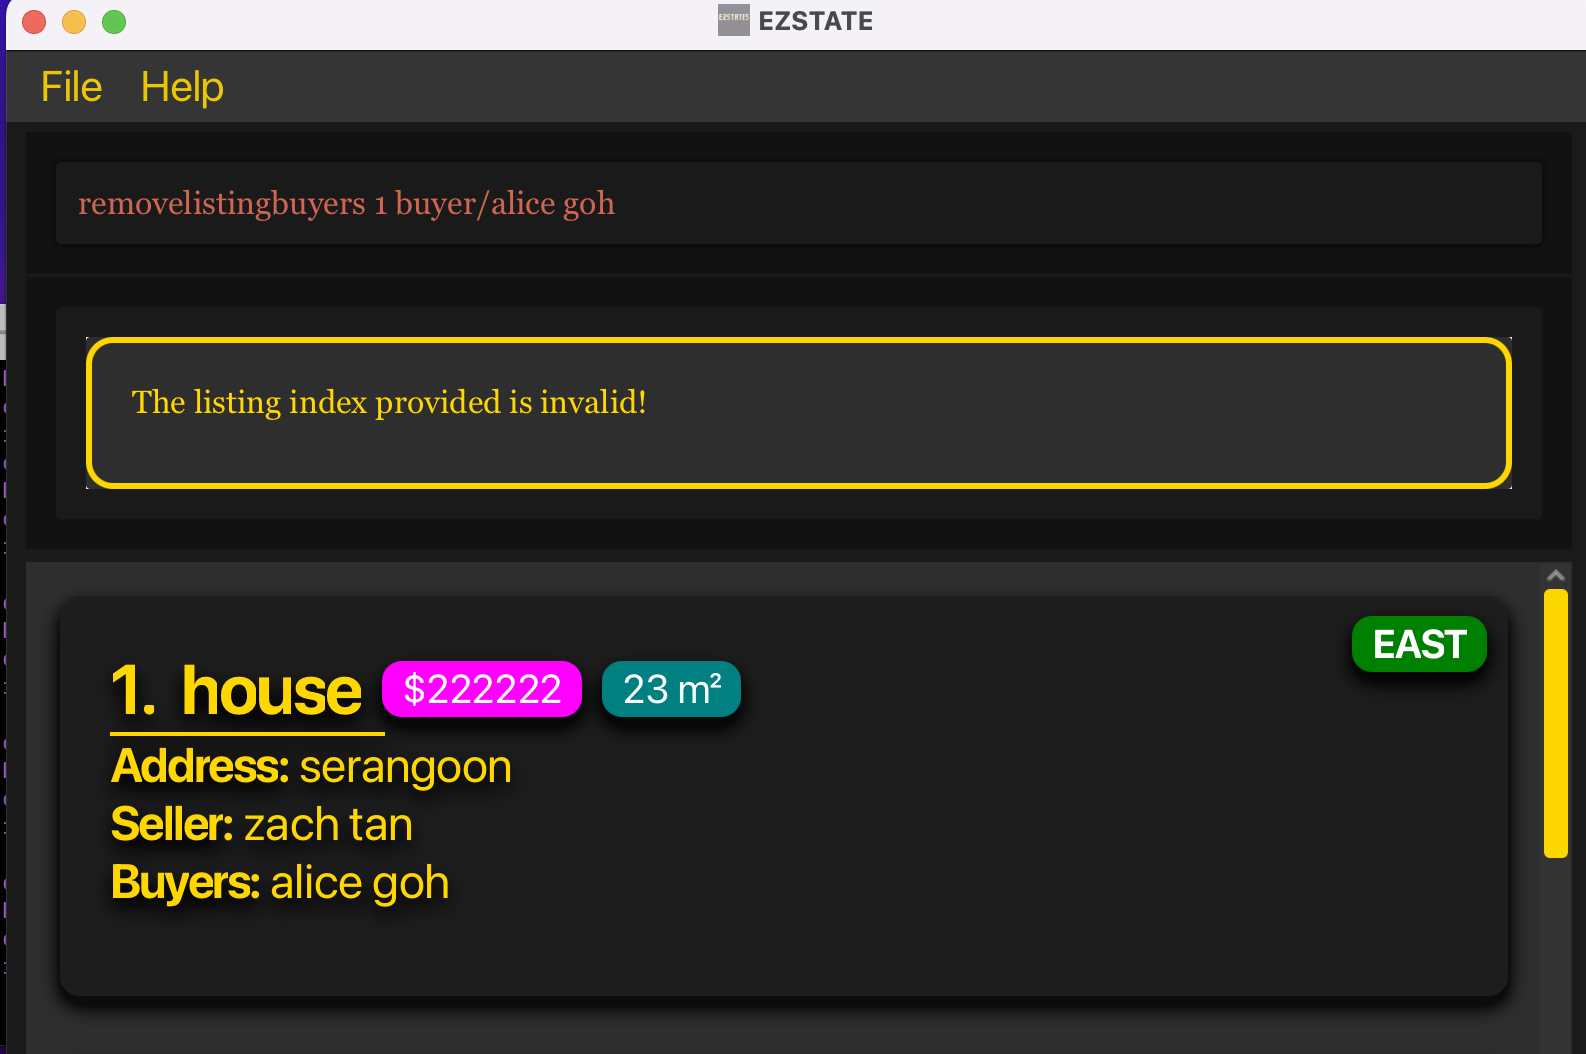 EZSTATES EZSTATE
File Help
removelistingbuyers 1 buyer/alice goh
The listing index provided is invalid!
EAST
1. house $222222 23 m²
Address: serangoon
Seller: zach tan
Buyers: alice goh